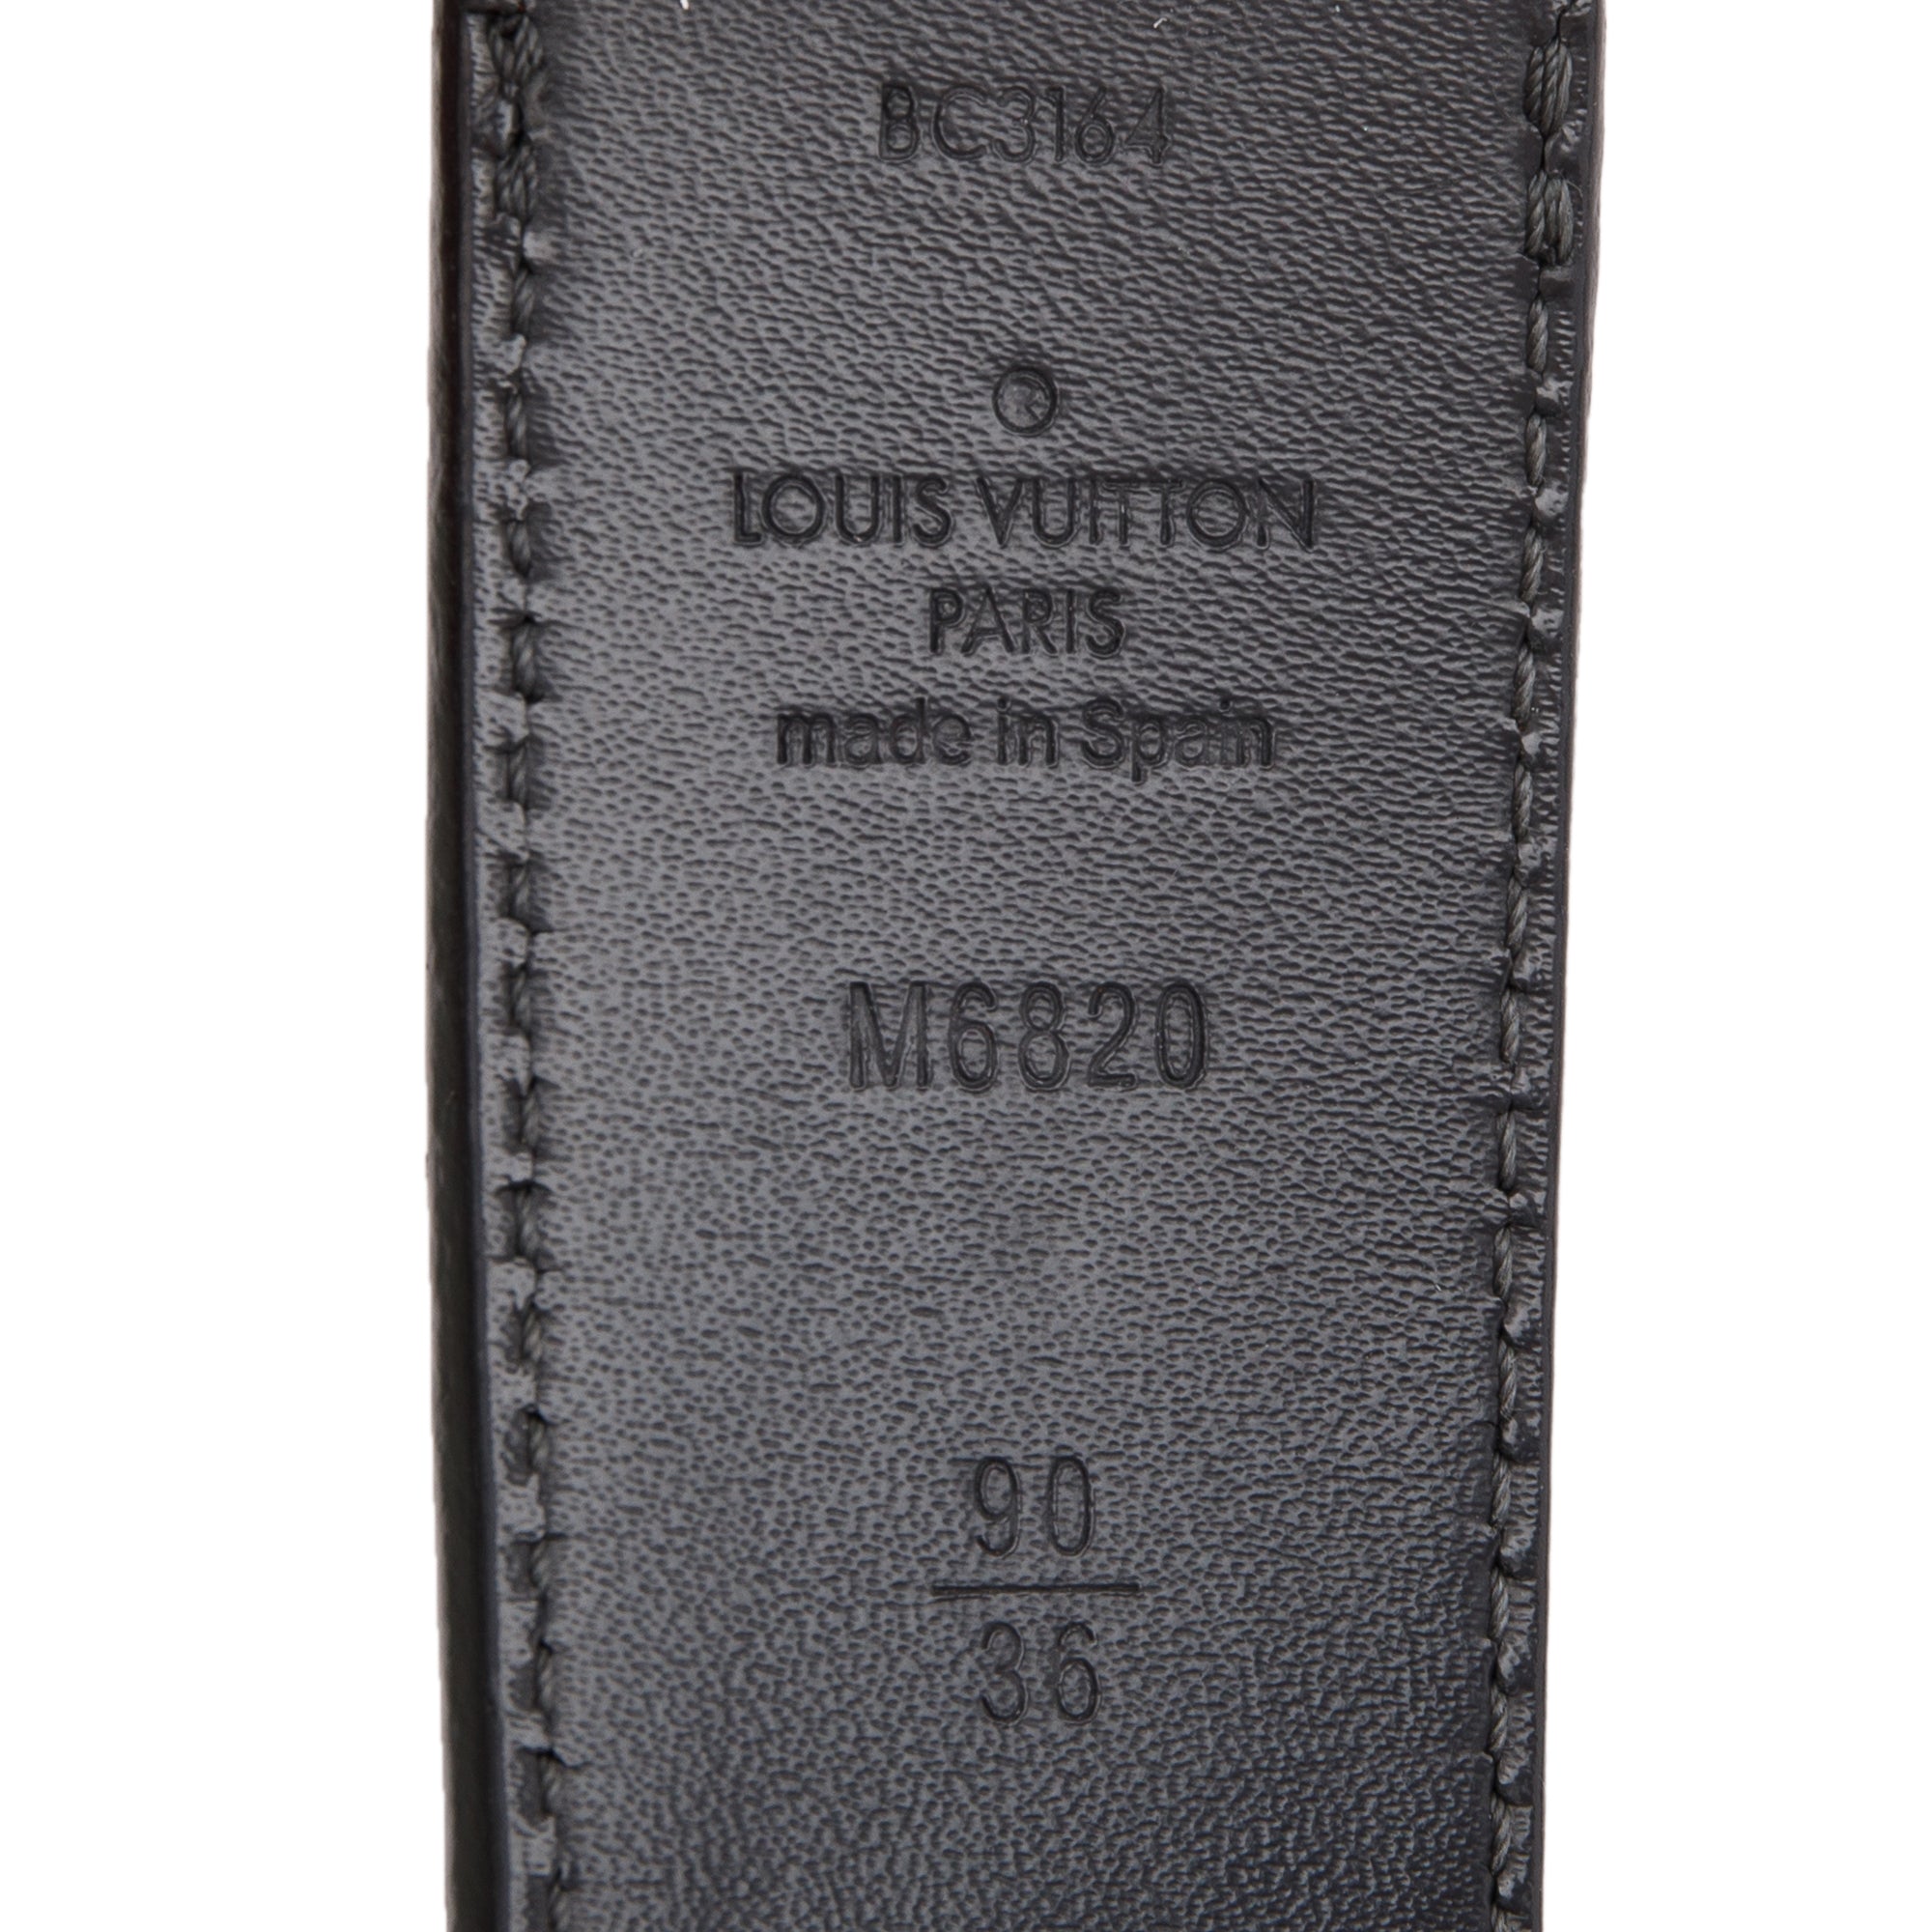 BC3164
®
LOUIS VUITTON
PARIS
made in Spain
M6820
90
36